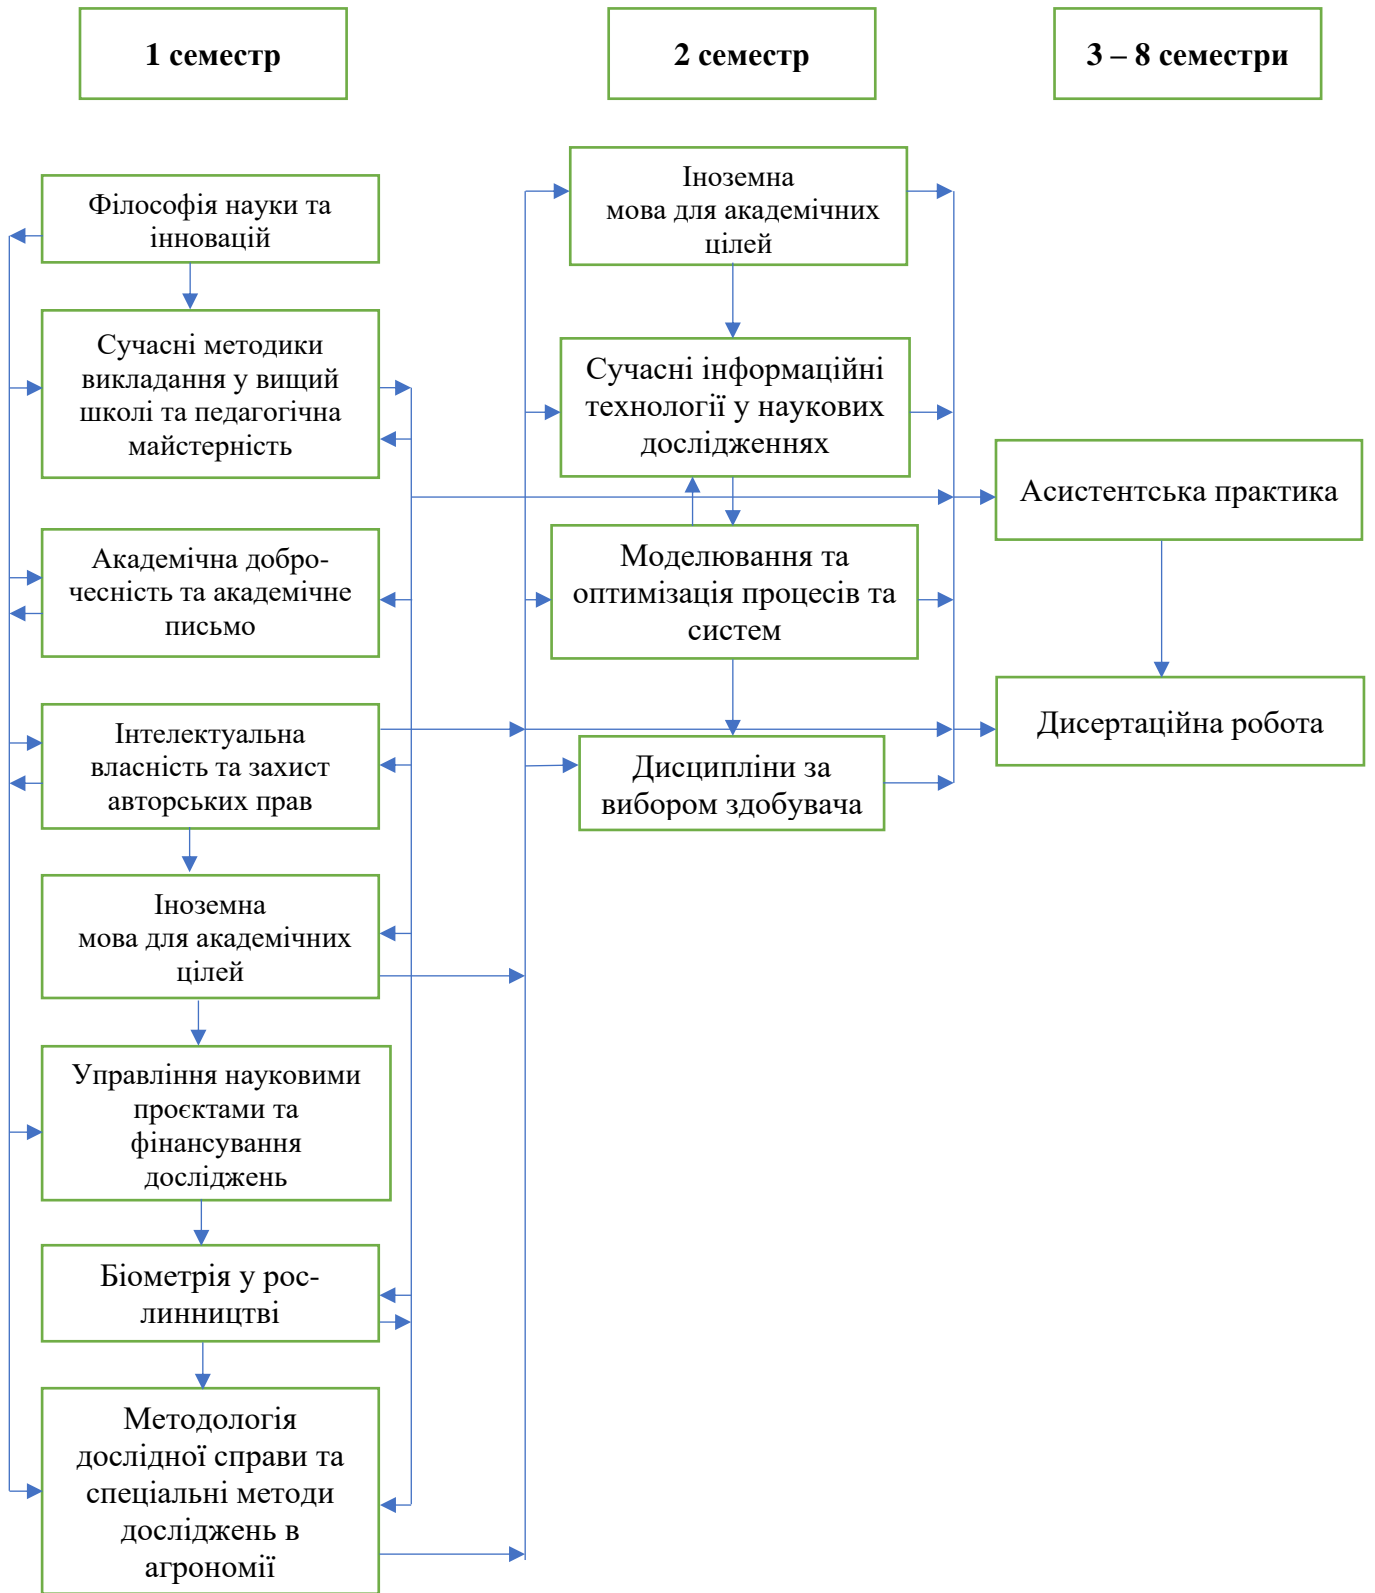 1 семестр
2 семестр
3 – 8 семестри
Філософія науки та
інновацій
Сучасні методики
викладання у вищий
школі та педагогічна
майстерність
Академічна добро-
чесність та академічне
письмо
Інтелектуальна
власність та захист
авторських прав
Іноземна
мова для академічних
цілей
Управління науковими
проєктами та
фінансування
досліджень
Біометрія у рос-
линництві
Методологія
дослідної справи та
спеціальні методи
досліджень в
агрономії
Іноземна
мова для академічних
цілей
Сучасні інформаційні
технології у наукових
дослідженнях
Моделювання та
оптимізація процесів та
систем
Дисципліни за
вибором здобувача
Асистентська практика
Дисертаційна робота